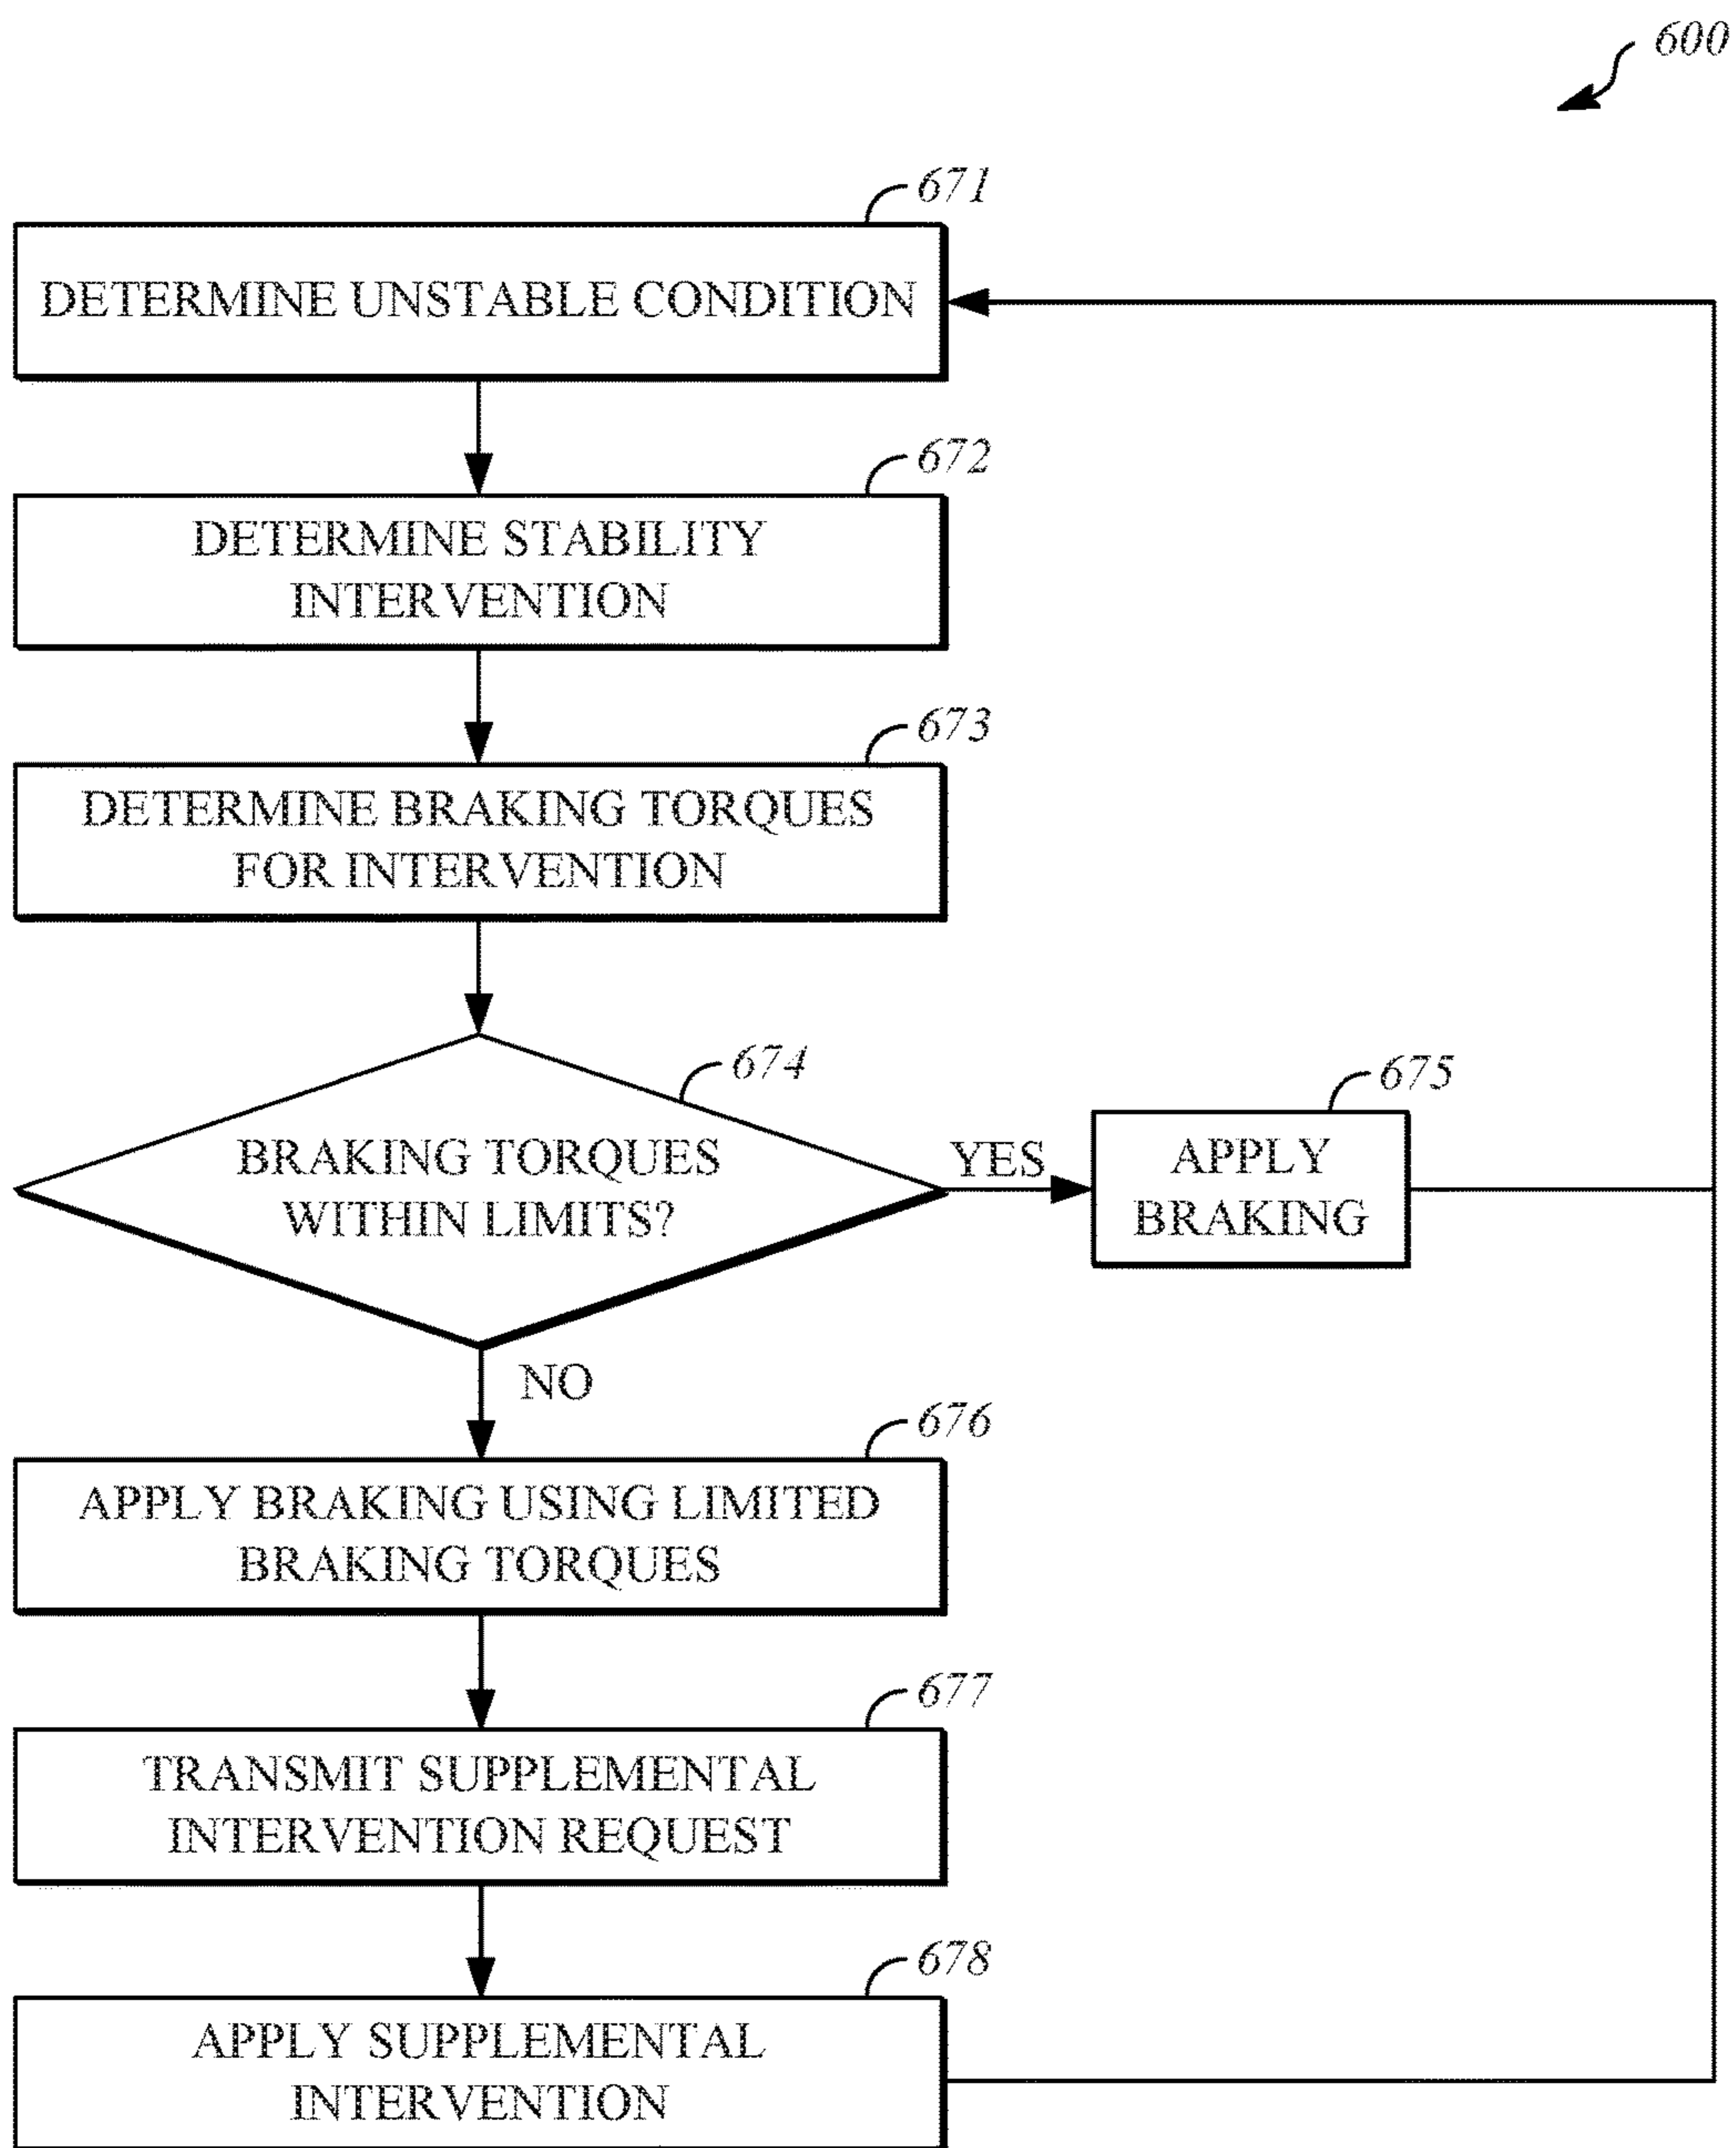 600
671
DETERMINE UNSTABLE CONDITION
672
DETERMINE STABILITY
INTERVENTION
673
DETERMINE BRAKING TORQUES
FOR INTERVENTION
674
BRAKING TORQUES
WITHIN LIMITS?
YES
675
APPLY
BRAKING
NO
676
APPLY BRAKING USING LIMITED
BRAKING TORQUES
677
TRANSMIT SUPPLEMENTAL
INTERVENTION REQUEST
678
APPLY SUPPLEMENTAL
INTERVENTION